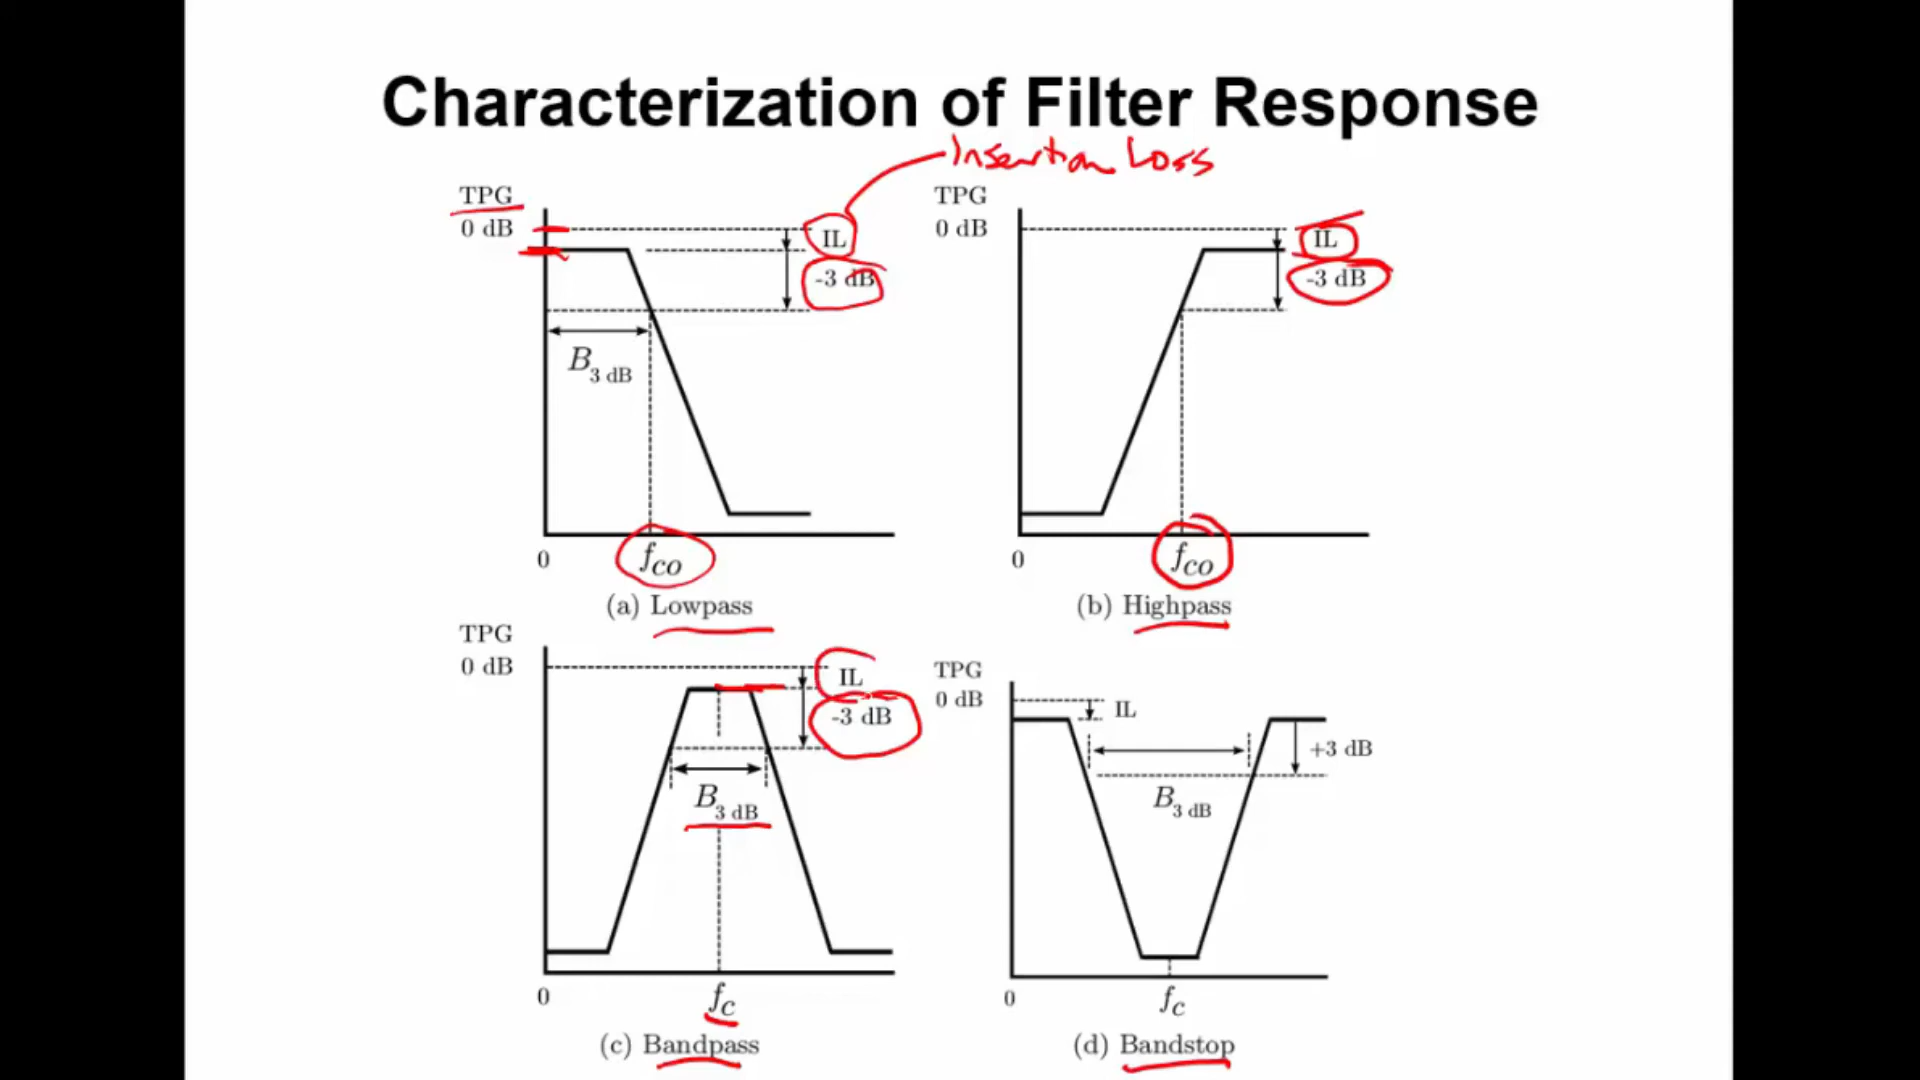 Characterization of Filter Response
Insertion Loss
TPG
0 dB
IL
-3 dB
B3 dB
0
fco
(a) Lowpass
TPG
0 dB
IL
-3 dB
0
fco
(b) Highpass
TPG
0 dB
IL
-3 dB
B3 dB
0
fc
(c) Bandpass
TPG
0 dB
IL
+3 dB
B3 dB
0
fc
(d) Bandstop